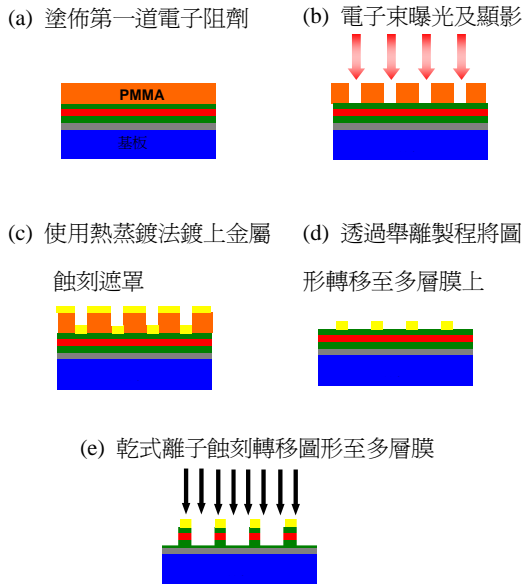 (a) 塗佈第一道電子阻劑
PMMA
基板
(b) 電子束曝光及顯影
(c) 使用熱蒸鍍法鍍上金屬
蝕刻遮罩
(d) 透過舉離製程將圖
形轉移至多層膜上
(e) 乾式離子蝕刻轉移圖形至多層膜